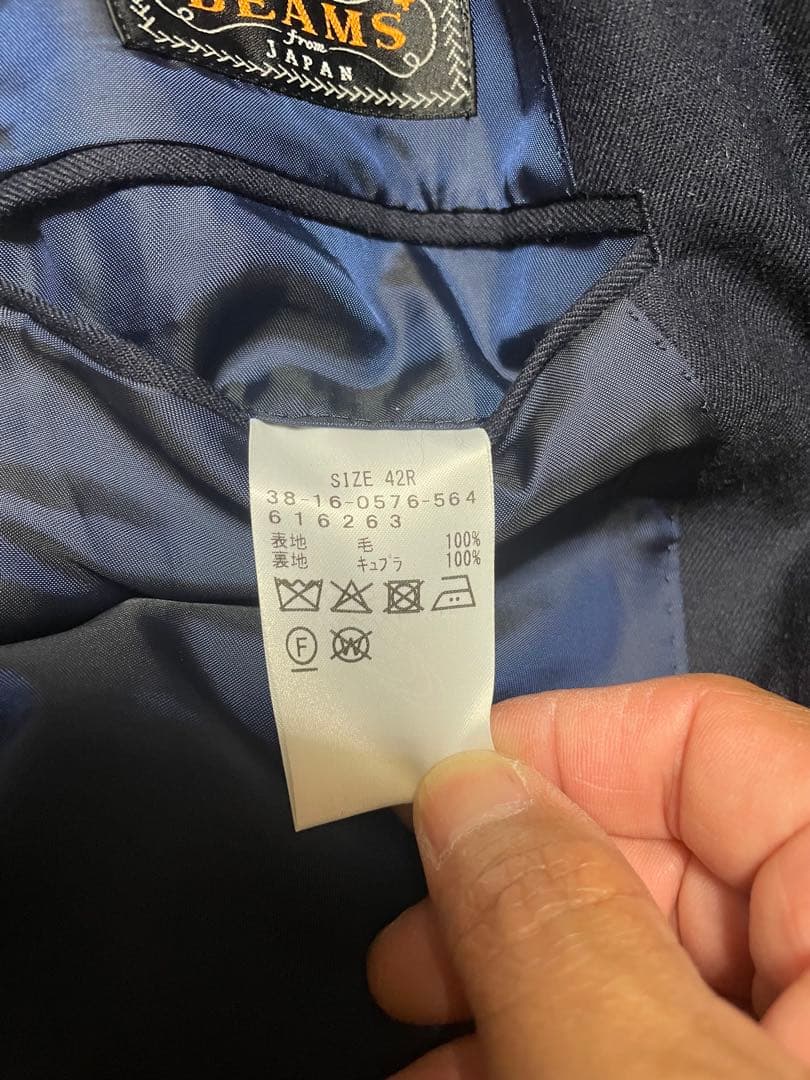 BEAMS
from
JAPAN
SIZE 42R
38-16-0576-564
616263
表地 毛 100%
裏地 キュプラ 100%
F W